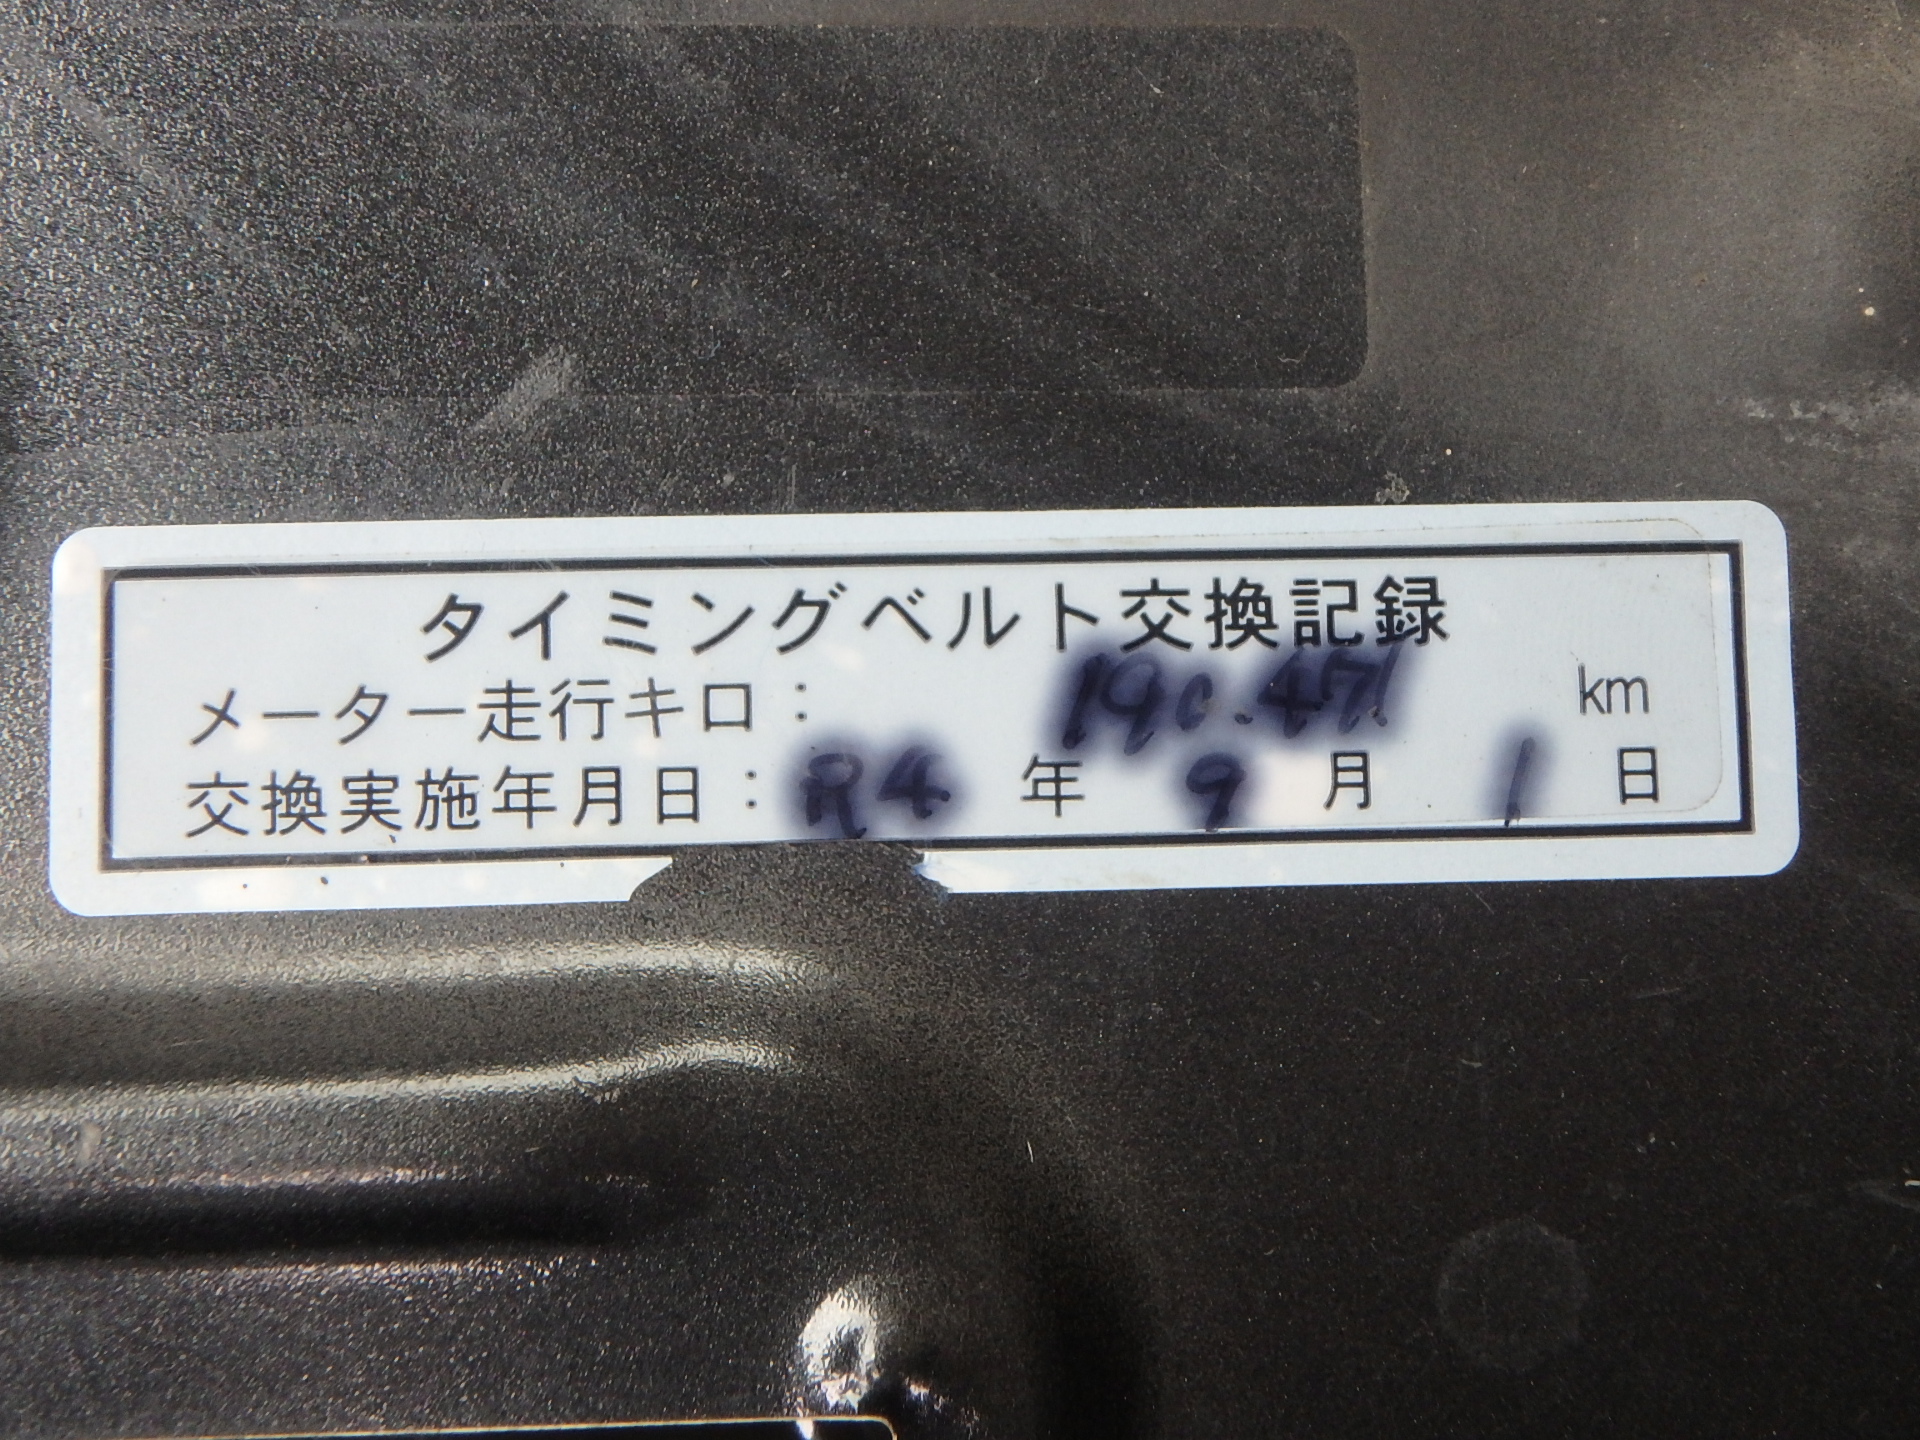 タイミングベルト交換記録
メーター走行キロ: 190.471 km
交換実施年月日: R4 年 9 月 1 日